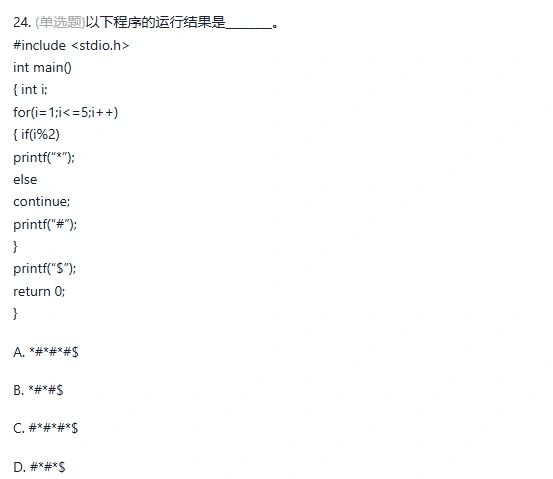 24. (单选题)以下程序的运行结果是________。
#include <stdio.h>
int main()
{ int i;
for(i=1;i<=5;i++)
{ if(i%2)
printf("*");
else
continue;
printf("#");
}
printf("$");
return 0;
}
A. *#*#*#$
B. *#*#$
C. #*#*#*$
D. #*#*$